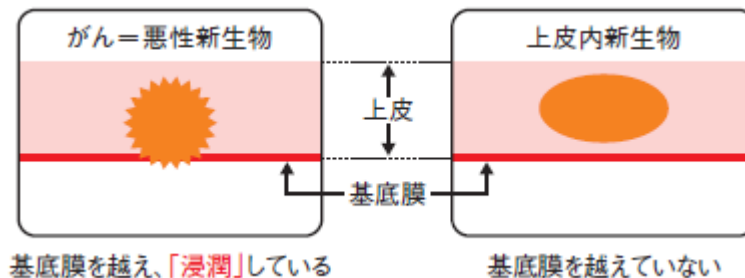 がん＝悪性新生物
上皮内新生物
上皮
基底膜
基底膜を越え、「浸潤」している
基底膜を越えていない